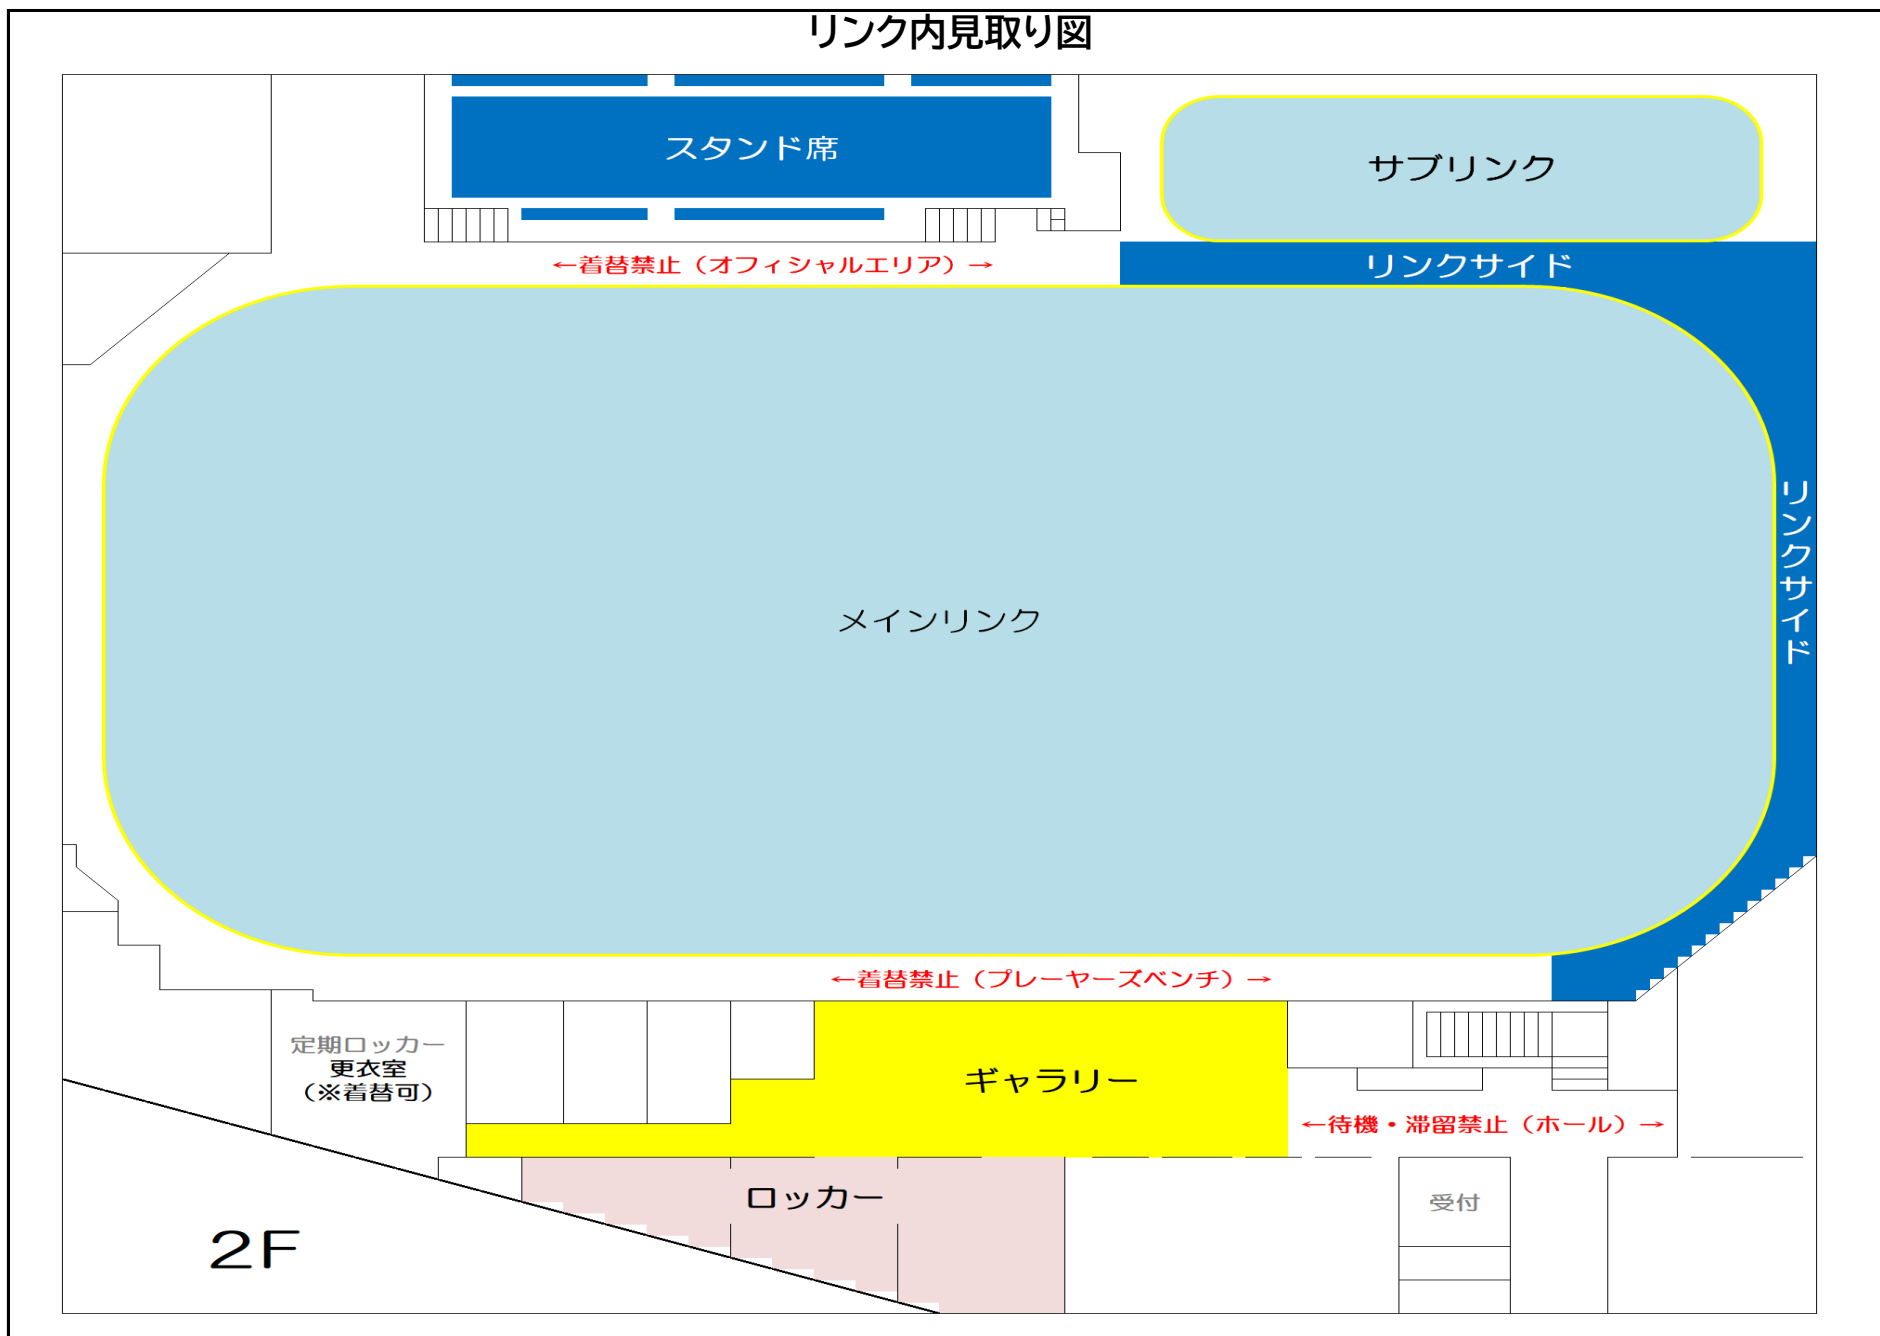 リンク内見取り図
スタンド席
サブリンク
←着替禁止（オフィシャルエリア）→
リンクサイド
リンクサイド
メインリンク
←着替禁止（プレーヤーズベンチ）→
定期ロッカー
更衣室
（※着替可）
ギャラリー
←待機・滞留禁止（ホール）→
ロッカー
受付
2F